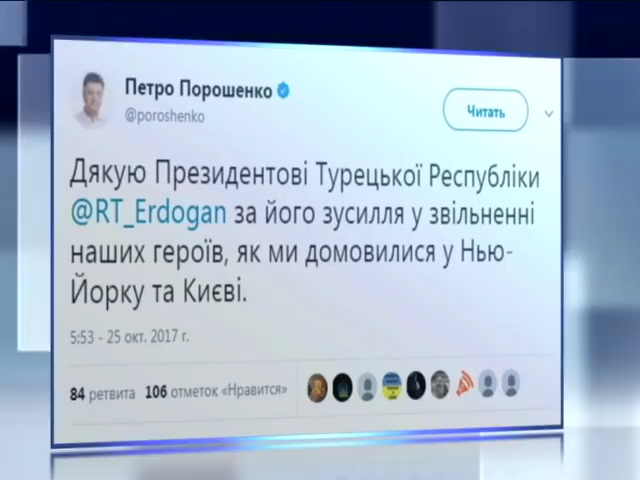 Петро Порошенко
@poroshenko
Читать
Дякую Президентові Турецької Республіки
@RT_Erdogan за його зусилля у звільненні
наших героїв, як ми домовилися у Нью-
Йорку та Києві.
5:53 - 25 окт. 2017 г.
84 ретвита 106 отметок «Нравится»